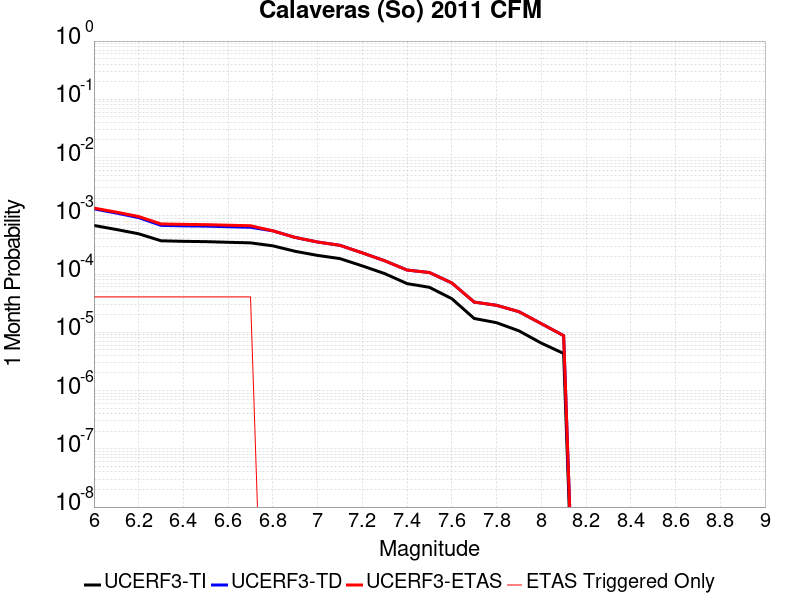 Calaveras (So) 2011 CFM
10^0
10^-1
10^-2
10^-3
10^-4
10^-5
10^-6
10^-7
10^-8
1 Month Probability
6 6.2 6.4 6.6 6.8 7 7.2 7.4 7.6 7.8 8 8.2 8.4 8.6 8.8 9
Magnitude
UCERF3-TI UCERF3-TD UCERF3-ETAS ETAS Triggered Only